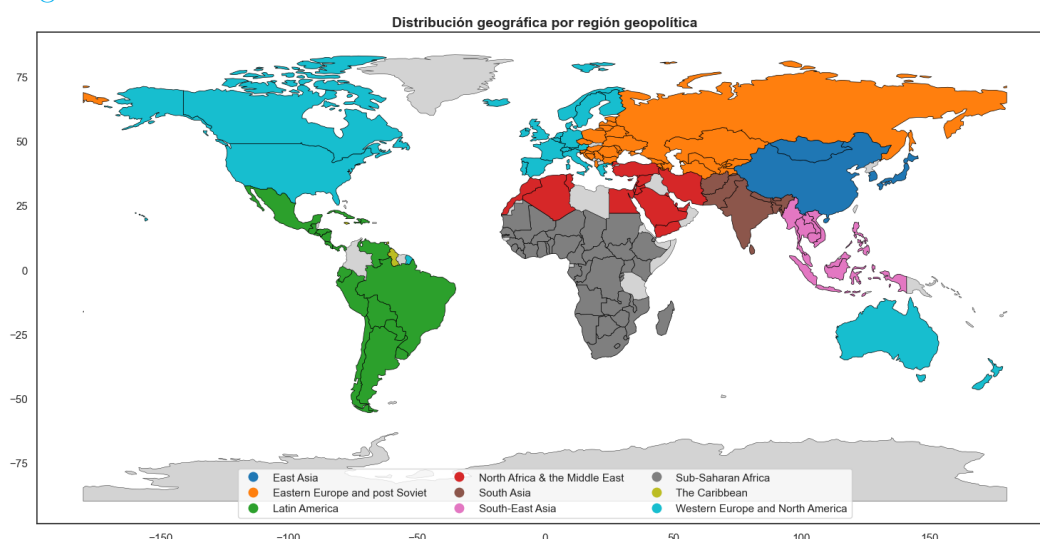 Distribución geográfica por región geopolítica
75
50
25
0
−25
−50
−75
East Asia
Eastern Europe and post Soviet
Latin America
North Africa & the Middle East
South Asia
South-East Asia
Sub-Saharan Africa
The Caribbean
Western Europe and North America
−150
−100
−50
0
50
100
150